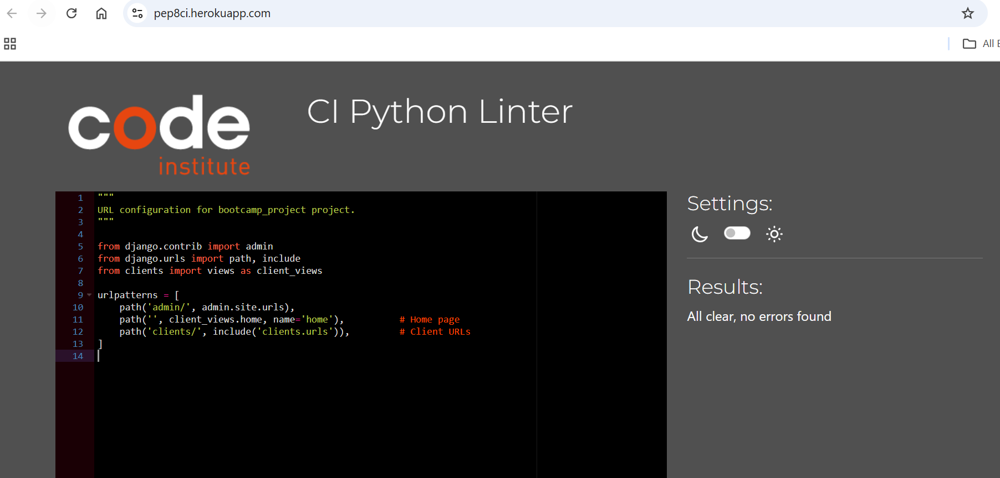 pep8ci.herokuapp.com
All
code
institute
CI Python Linter
1 """
2 URL configuration for bootcamp_project project.
3 """
4
5 from django.contrib import admin
6 from django.urls import path, include
7 from clients import views as client_views
8
9 urlpatterns = [
10     path('admin/', admin.site.urls),
11     path('', client_views.home, name='home'),          # Home page
12     path('clients/', include('clients.urls')),         # Client URLs
13 ]
14
Settings:
Results:
All clear, no errors found